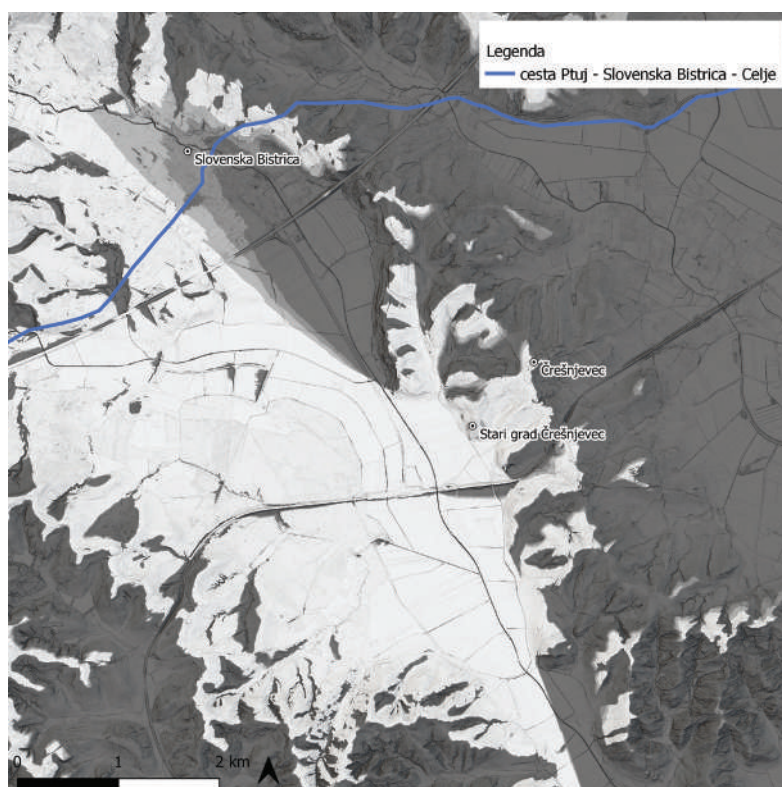 Legenda
cesta Ptuj - Slovenska Bistrica - Celje
Slovenska Bistrica
Črešnjevec
Stari grad Črešnjevec
0 1 2 km